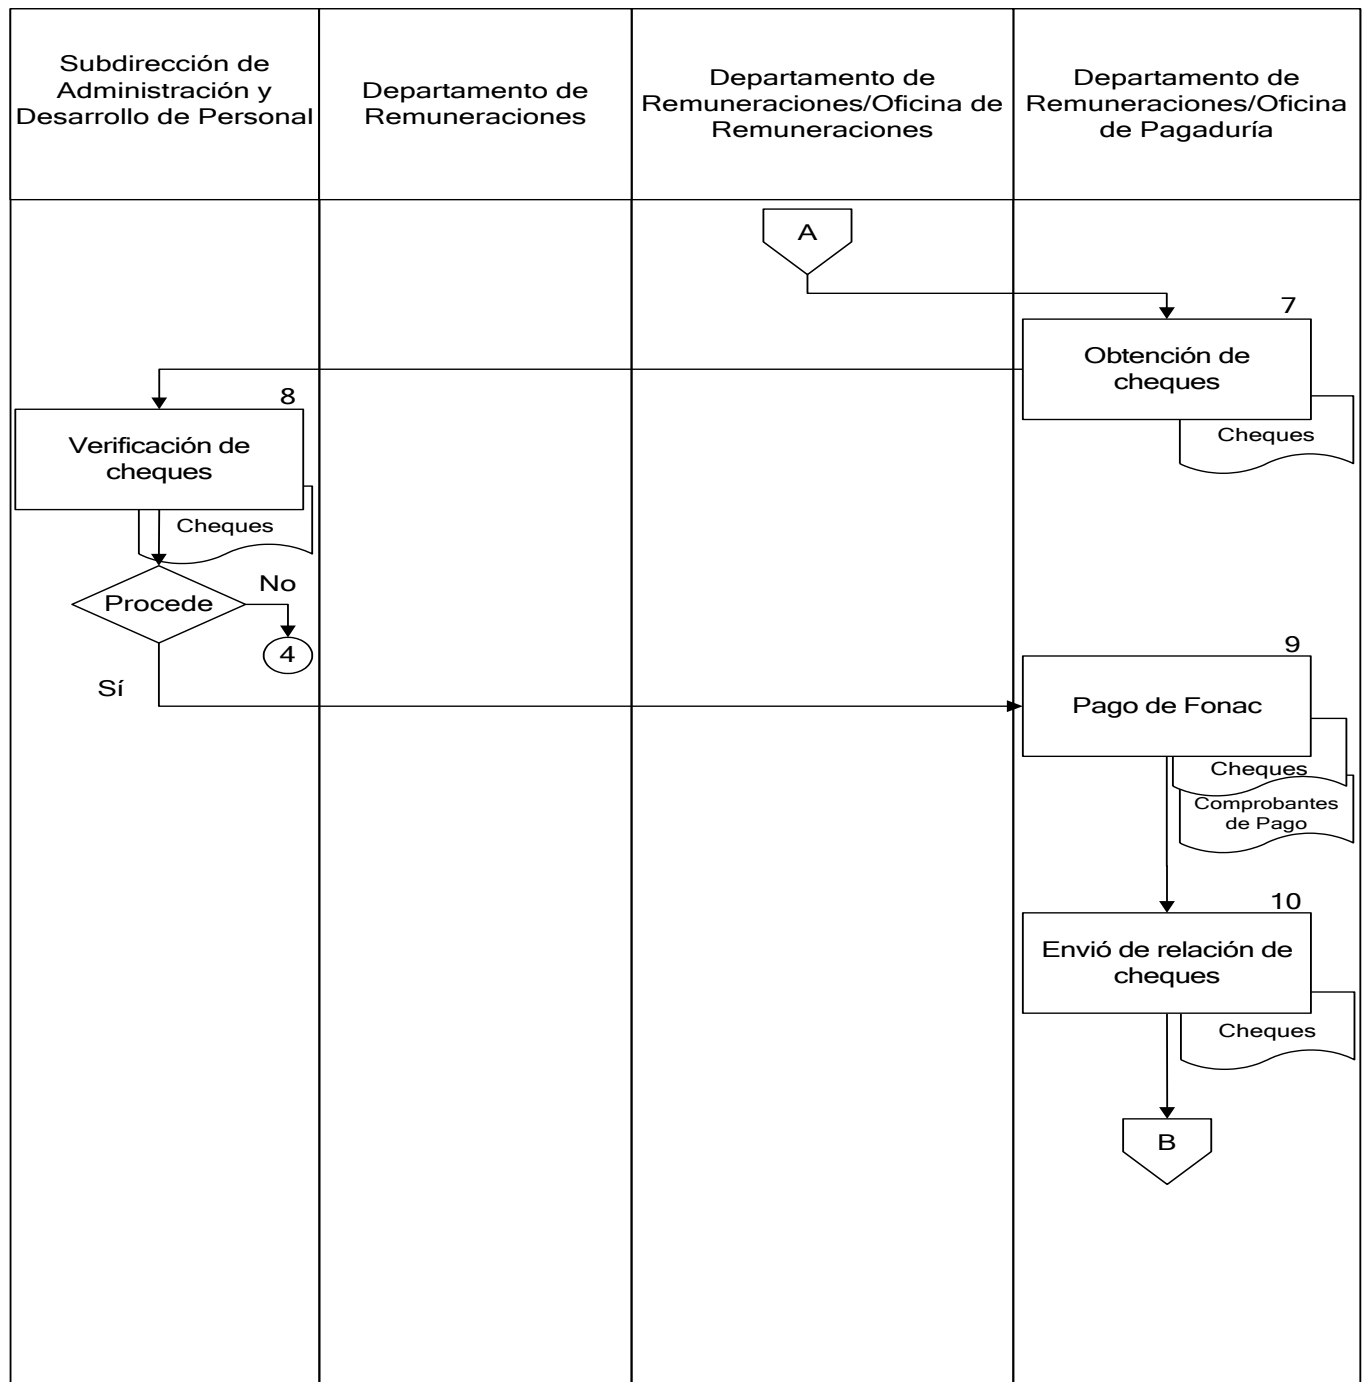 Subdirección de
Administración y
Desarrollo de Personal
Departamento de
Remuneraciones
Departamento de
Remuneraciones/Oficina de
Remuneraciones
Departamento de
Remuneraciones/Oficina
de Pagaduría
A
7
Obtención de
cheques
Cheques
8
Verificación de
cheques
Cheques
Procede
No
4
Sí
9
Pago de Fonac
Cheques
Comprobantes
de Pago
10
Envió de relación de
cheques
Cheques
B